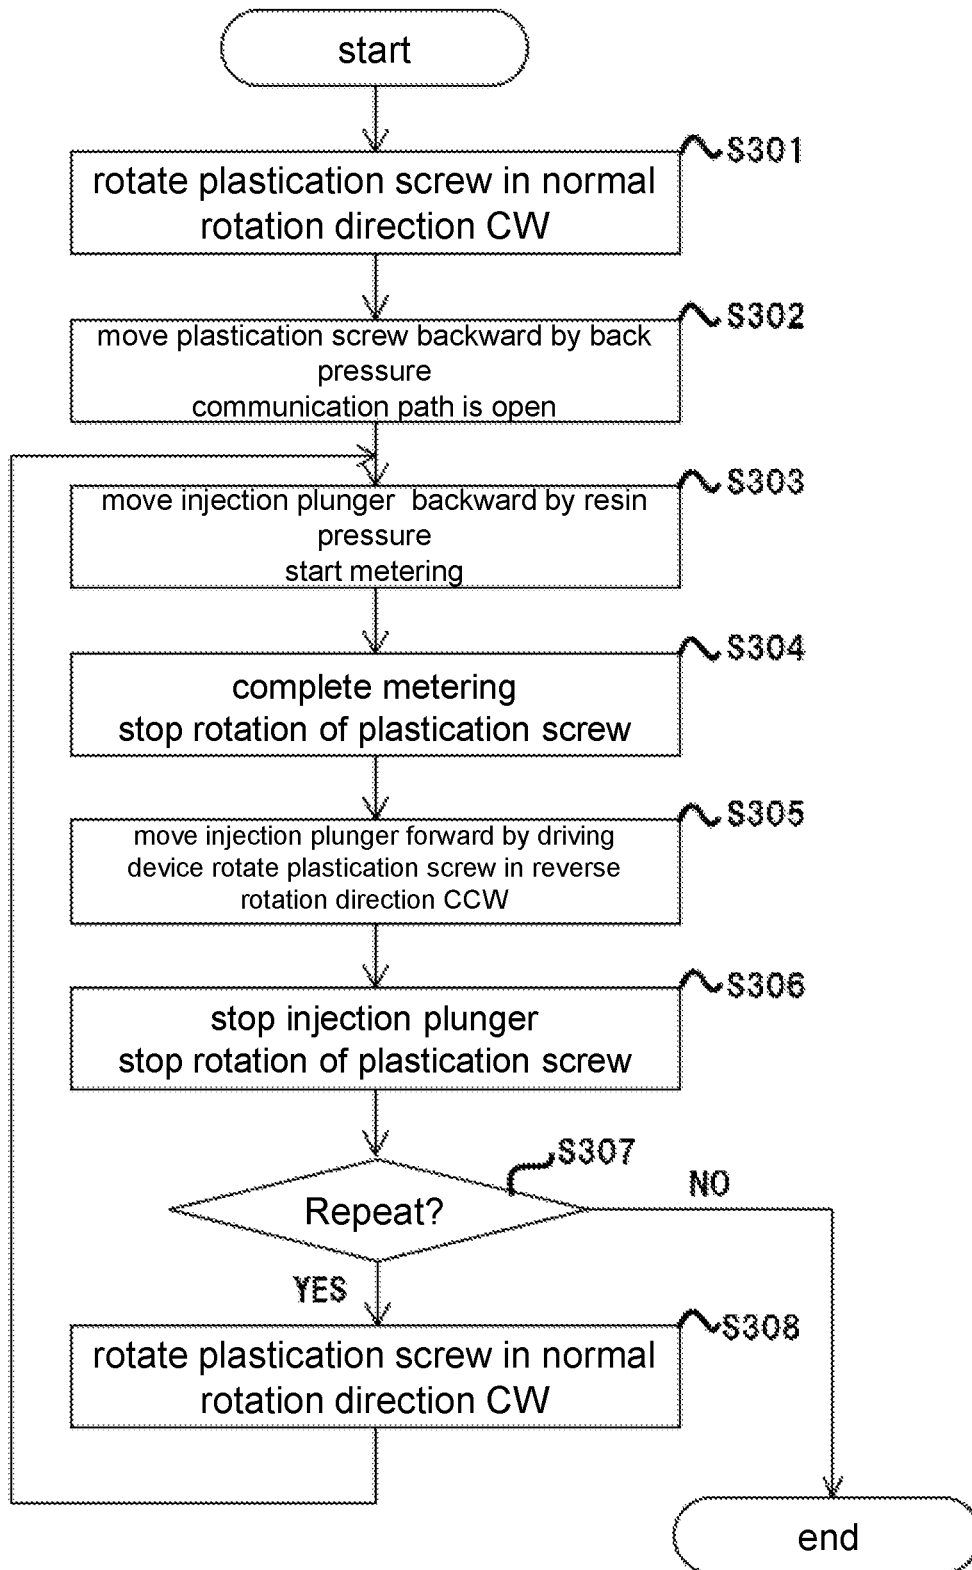 start
S301
rotate plastication screw in normal
rotation direction CW
S302
move plastication screw backward by back
pressure
communication path is open
S303
move injection plunger backward by resin
pressure
start metering
S304
complete metering
stop rotation of plastication screw
S305
move injection plunger forward by driving
device rotate plastication screw in reverse
rotation direction CCW
S306
stop injection plunger
stop rotation of plastication screw
S307
Repeat?
NO
YES
S308
rotate plastication screw in normal
rotation direction CW
end